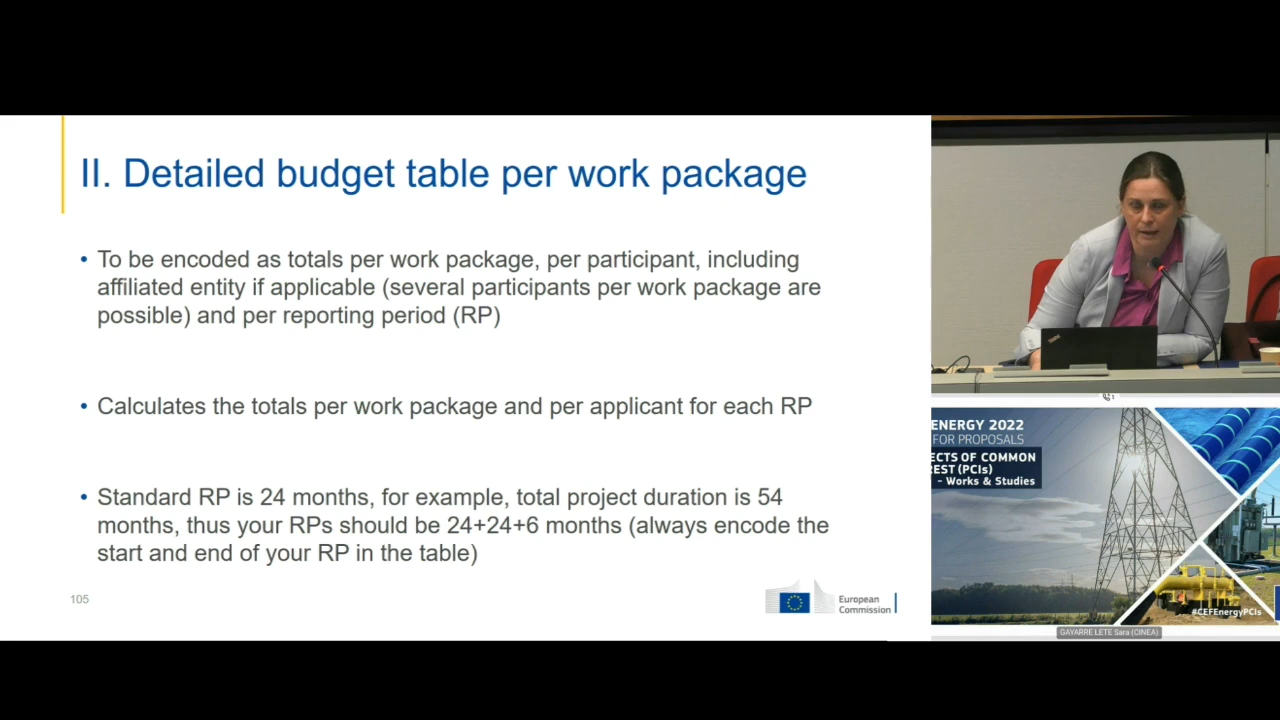 II. Detailed budget table per work package
• To be encoded as totals per work package, per participant, including
affiliated entity if applicable (several participants per work package are
possible) and per reporting period (RP)
• Calculates the totals per work package and per applicant for each RP
• Standard RP is 24 months, for example, total project duration is 54
months, thus your RPs should be 24+24+6 months (always encode the
start and end of your RP in the table)
105
European
Commission
ENERGY 2022
FOR PROPOSALS
ECTS OF COMMON
REST (PCIs)
- Works & Studies
#CEFEnergyPCIs
GAYARRE LETE Sara (CINEA)